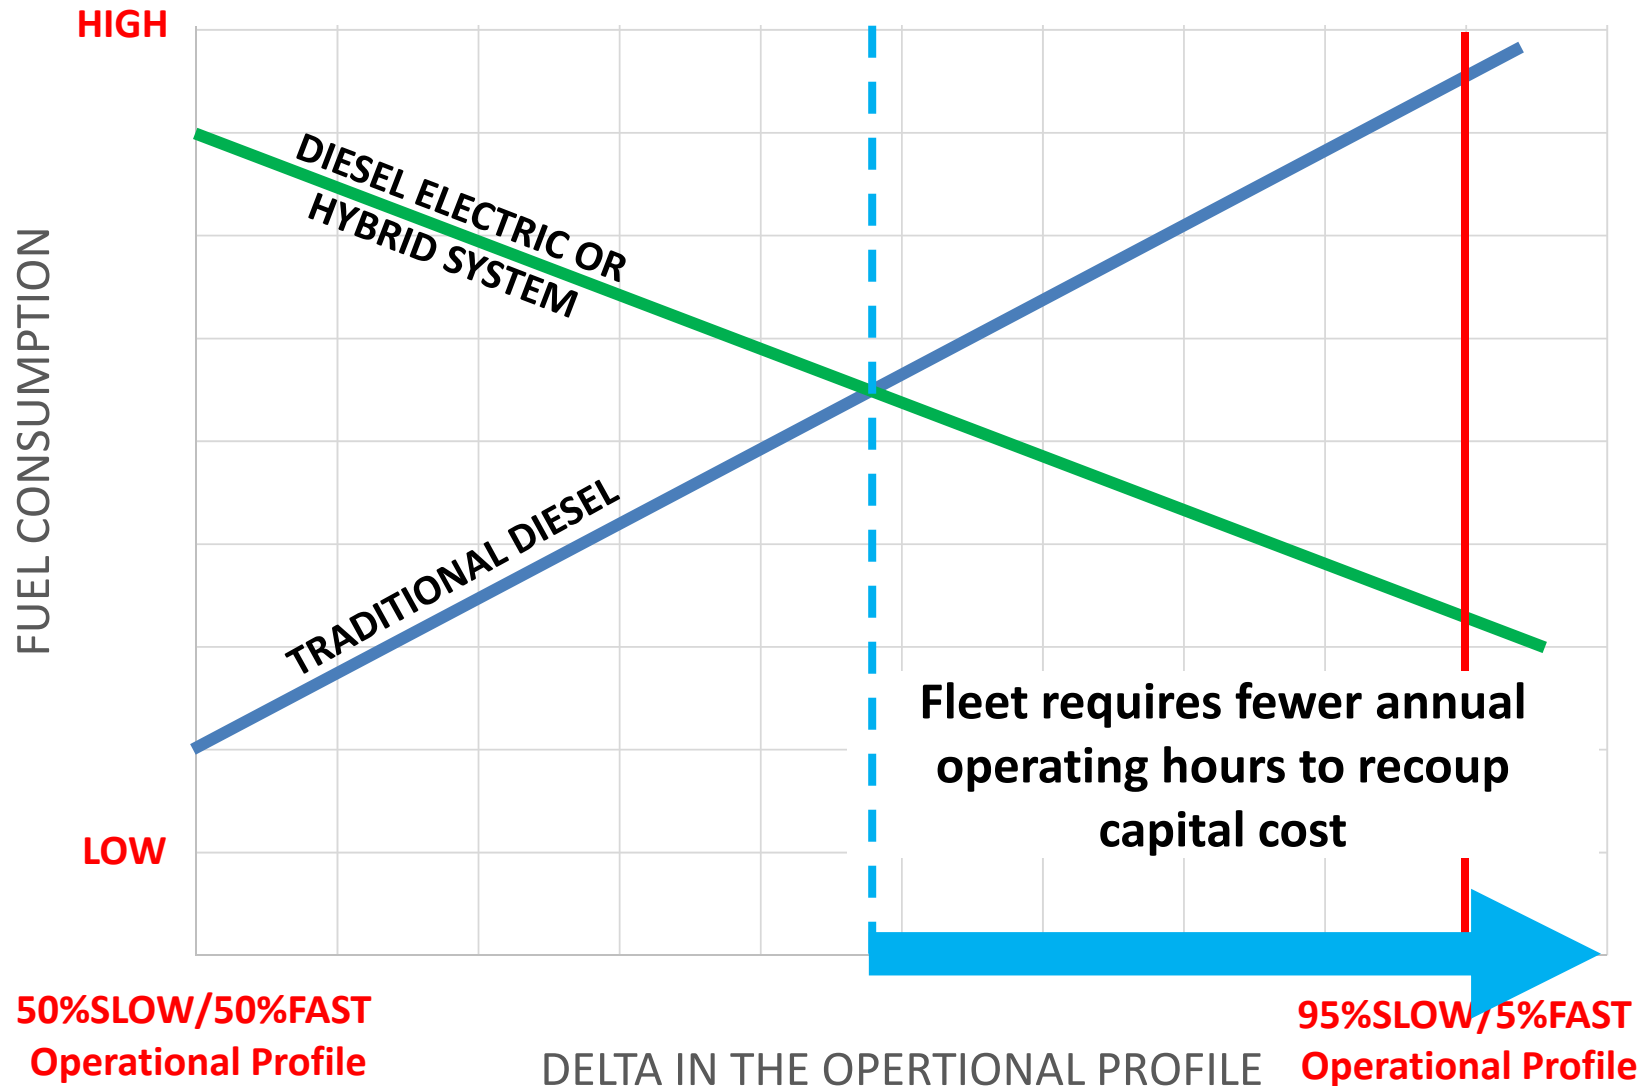 HIGH
DIESEL ELECTRIC OR
HYBRID SYSTEM
FUEL CONSUMPTION
TRADITIONAL DIESEL
Fleet requires fewer annual
operating hours to recoup
capital cost
LOW
50%SLOW/50%FAST
Operational Profile
DELTA IN THE OPERTIONAL PROFILE
95%SLOW/5%FAST
Operational Profile